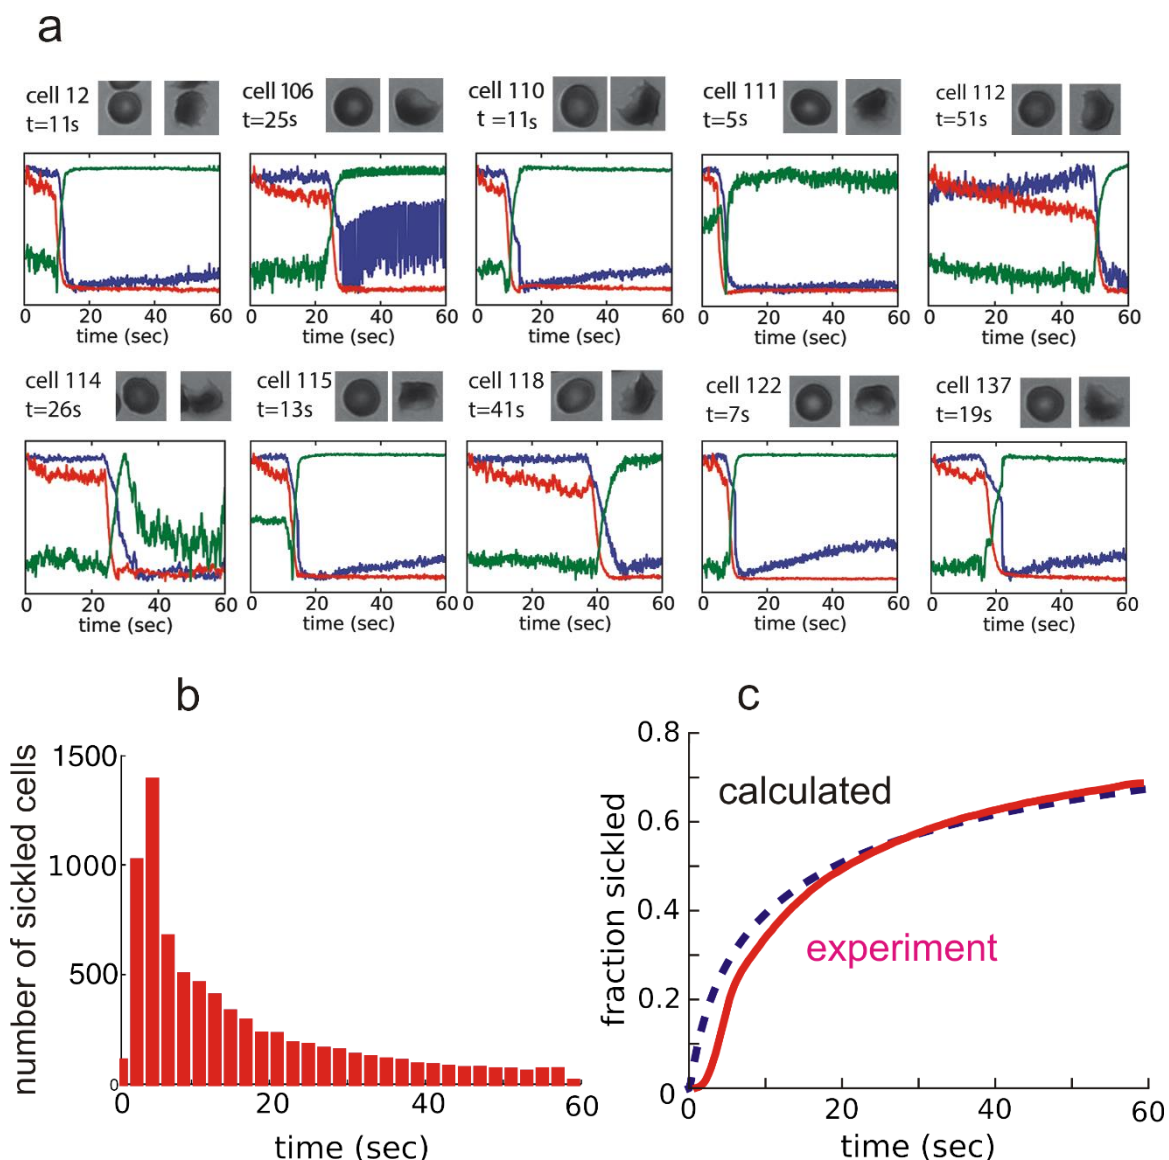 a
cell 12
t=11s
cell 106
t=25s
cell 110
t =11s
cell 111
t=5s
cell 112
t=51s
0 20 40 60
time (sec)
0 20 40 60
time (sec)
0 20 40 60
time (sec)
0 20 40 60
time (sec)
0 20 40 60
time (sec)
cell 114
t=26s
cell 115
t=13s
cell 118
t=41s
cell 122
t=7s
cell 137
t=19s
0 20 40 60
time (sec)
0 20 40 60
time (sec)
0 20 40 60
time (sec)
0 20 40 60
time (sec)
0 20 40 60
time (sec)
b
number of sickled cells
1500
1000
500
0
0 20 40 60
time (sec)
c
fraction sickled
0.8
0.6
0.4
0.2
0
calculated
experiment
0 20 40 60
time (sec)